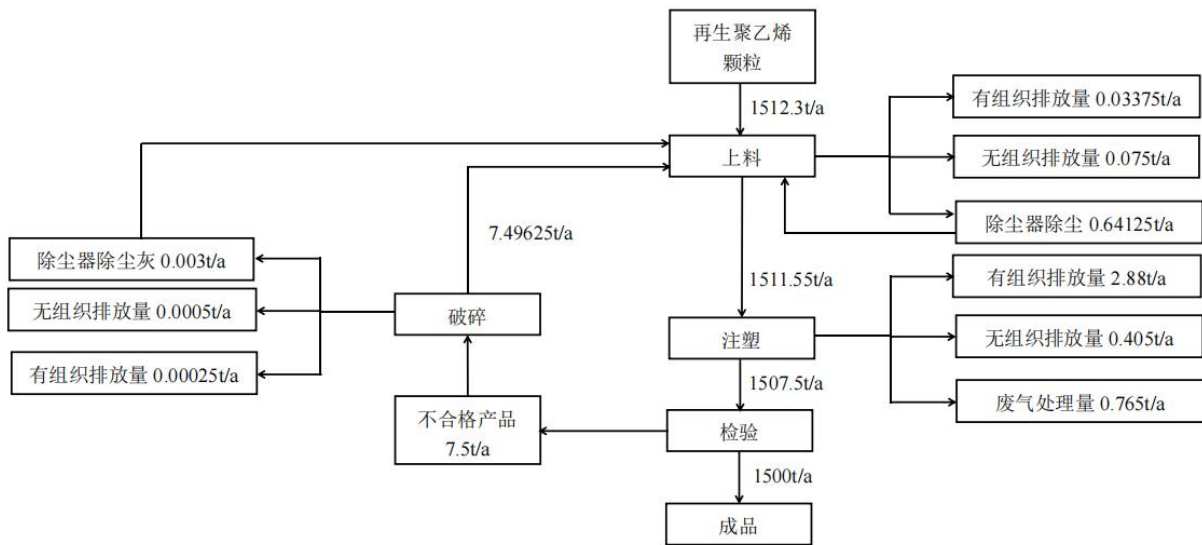 再生聚乙烯
颗粒
1512.3t/a
有组织排放量 0.03375t/a
上料
无组织排放量 0.075t/a
除尘器除尘 0.64125t/a
7.49625t/a
除尘器除尘灰 0.003t/a
1511.55t/a
有组织排放量 2.88t/a
无组织排放量 0.0005t/a
破碎
注塑
无组织排放量 0.405t/a
有组织排放量 0.00025t/a
1507.5t/a
废气处理量 0.765t/a
不合格产品
7.5t/a
检验
1500t/a
成品